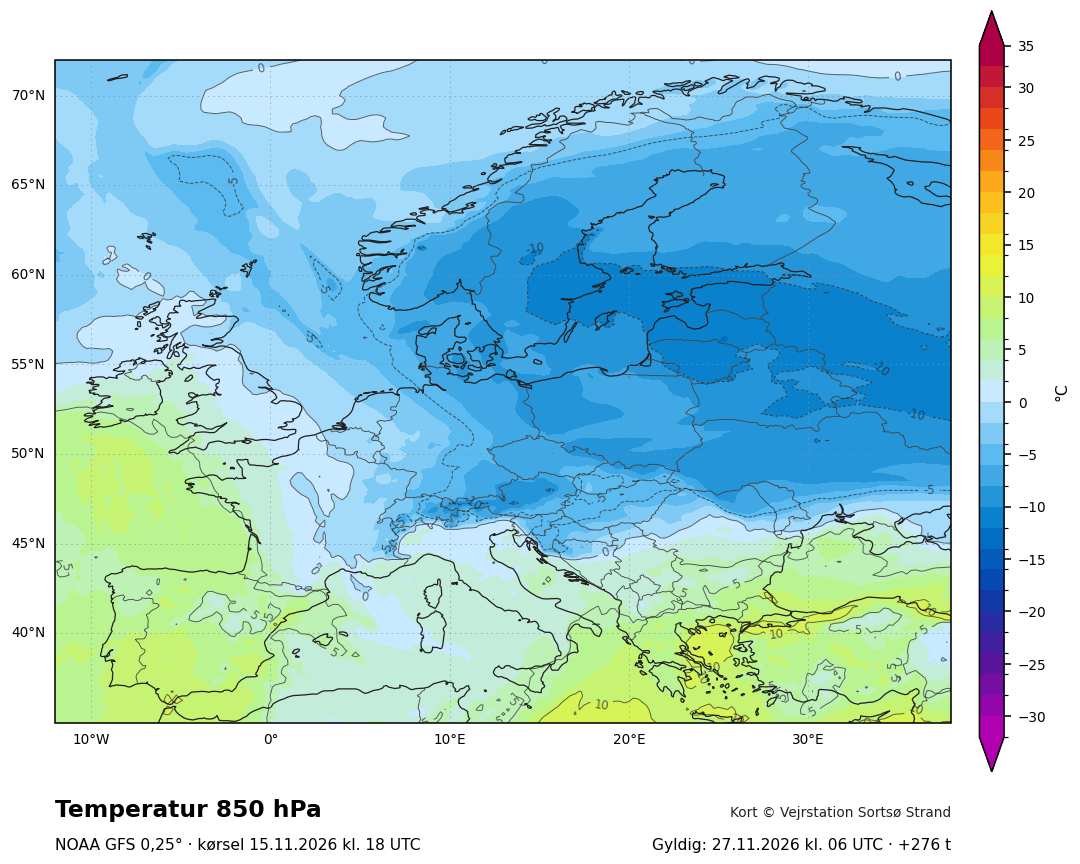 35
30
25
20
15
10
5
0
−5
−10
−15
−20
−25
−30
°C
70°N
65°N
60°N
55°N
50°N
45°N
40°N
10°W
0°
10°E
20°E
30°E
Temperatur 850 hPa
Kort © Vejrstation Sortsø Strand
NOAA GFS 0,25° · kørsel 15.11.2026 kl. 18 UTC
Gyldig: 27.11.2026 kl. 06 UTC · +276 t